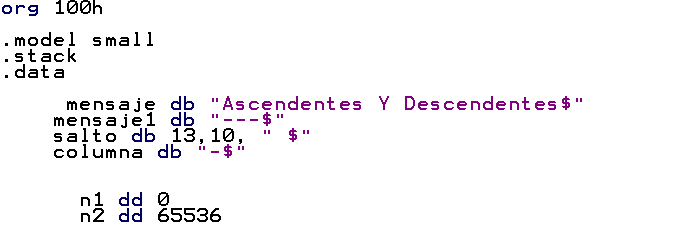 org 100h
.model small
.stack
.data
mensaje db "Ascendentes Y Descendentes$"
mensaje1 db "---$"
salto db 13,10, " $"
columna db "-$"
n1 dd 0
n2 dd 65536